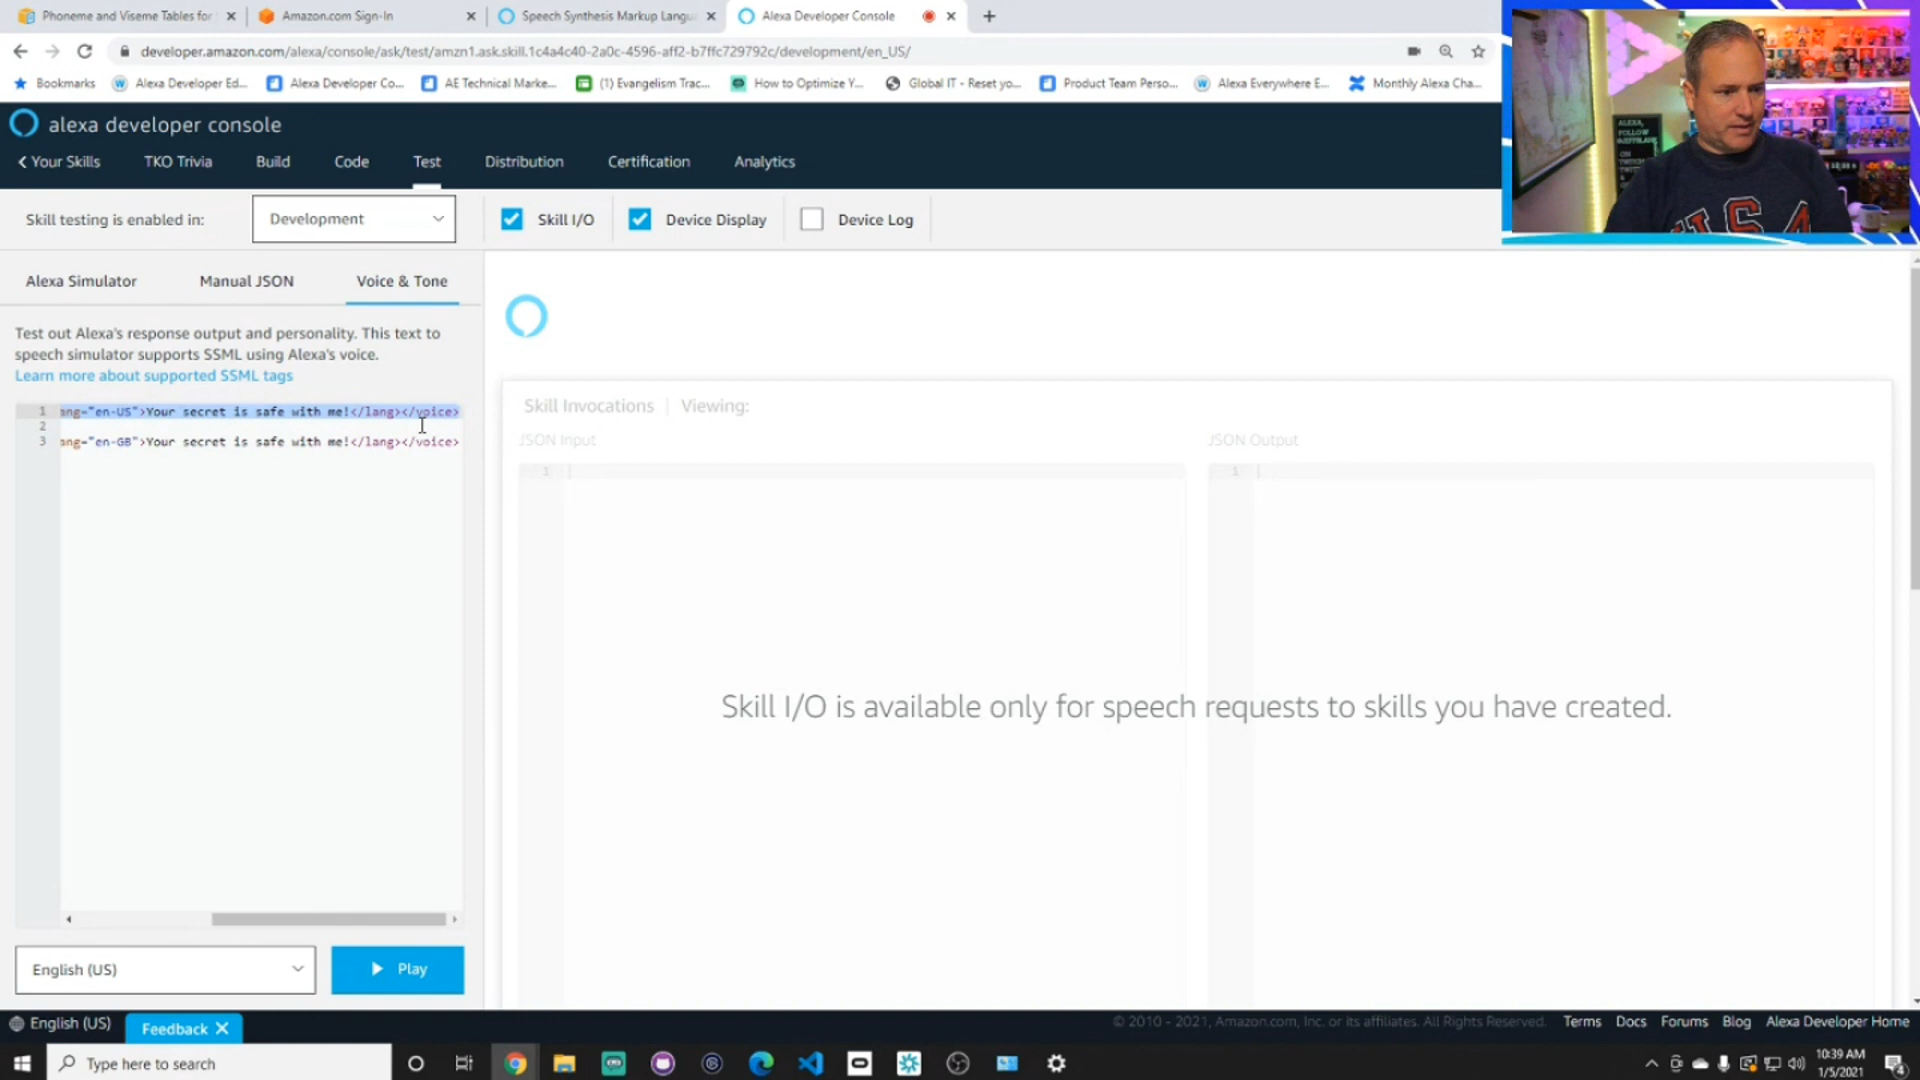 Phoneme and Viseme Tables for
Amazon.com Sign-In
Speech Synthesis Markup Langu
Alexa Developer Console
developer.amazon.com/alexa/console/ask/test/amzn1.ask.skill.1c4a4c40-2a0c-4596-aff2-b7ffc729792c/development/en_US/
Bookmarks
Alexa Developer Ed...
Alexa Developer Co...
AE Technical Marke...
(1) Evangelism Trac...
How to Optimize Y...
Global IT - Reset yo...
Product Team Perso...
Alexa Everywhere E...
Monthly Alexa Cha...
alexa developer console
Your Skills
TKO Trivia
Build
Code
Test
Distribution
Certification
Analytics
Skill testing is enabled in:
Development
Skill I/O
Device Display
Device Log
Alexa Simulator
Manual JSON
Voice & Tone
Test out Alexa's response output and personality. This text to
speech simulator supports SSML using Alexa's voice.
Learn more about supported SSML tags
1 ang="en-US">Your secret is safe with me!</lang></voice>
2
3 ang="en-GB">Your secret is safe with me!</lang></voice>
Skill Invocations | Viewing:
JSON Input
JSON Output
1
1
Skill I/O is available only for speech requests to skills you have created.
English (US)
Play
English (US)
Feedback
© 2010 - 2021, Amazon.com, Inc. or its affiliates. All Rights Reserved.
Terms
Docs
Forums
Blog
Alexa Developer Home
Type here to search
10:39 AM
1/5/2021
ALEXA,
FOLLOW
ON
USA